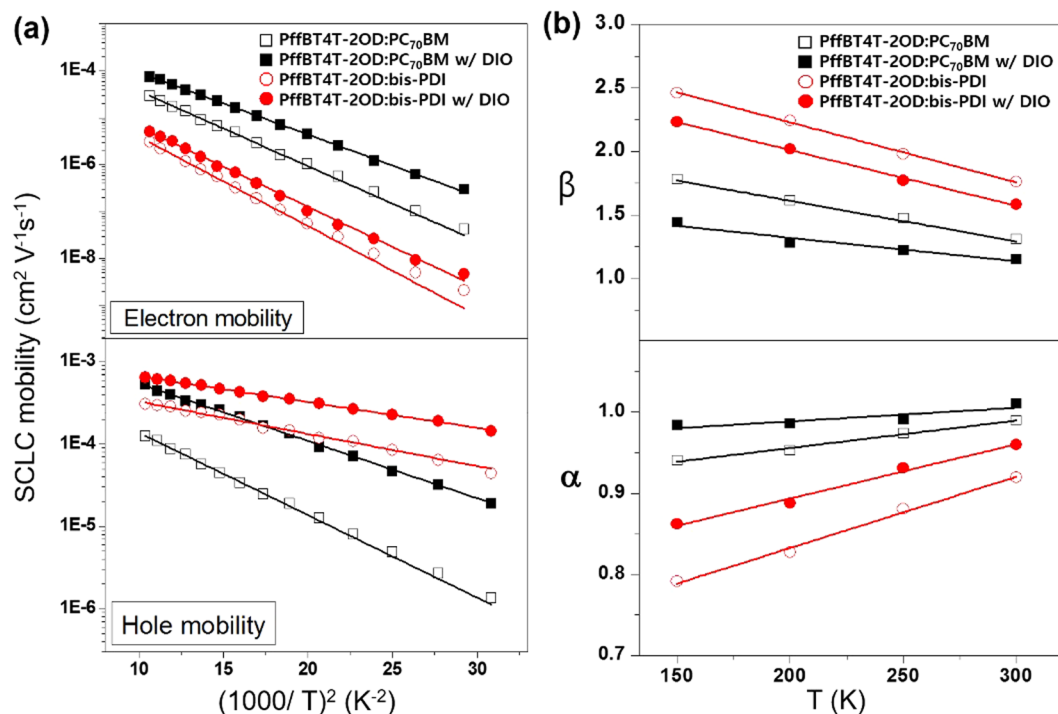 (a)
PffBT4T-2OD:PC₇₀BM
PffBT4T-2OD:PC₇₀BM w/ DIO
PffBT4T-2OD:bis-PDI
PffBT4T-2OD:bis-PDI w/ DIO
1E-4
1E-6
1E-8
Electron mobility
1E-3
1E-4
1E-5
1E-6
Hole mobility
SCLC mobility (cm² V⁻¹s⁻¹)
10 15 20 25 30
(1000/ T)² (K⁻²)
(b)
PffBT4T-2OD:PC₇₀BM
PffBT4T-2OD:PC₇₀BM w/ DIO
PffBT4T-2OD:bis-PDI
PffBT4T-2OD:bis-PDI w/ DIO
3.0
2.5
2.0
1.5
1.0
β
1.0
0.9
0.8
0.7
α
150 200 250 300
T (K)